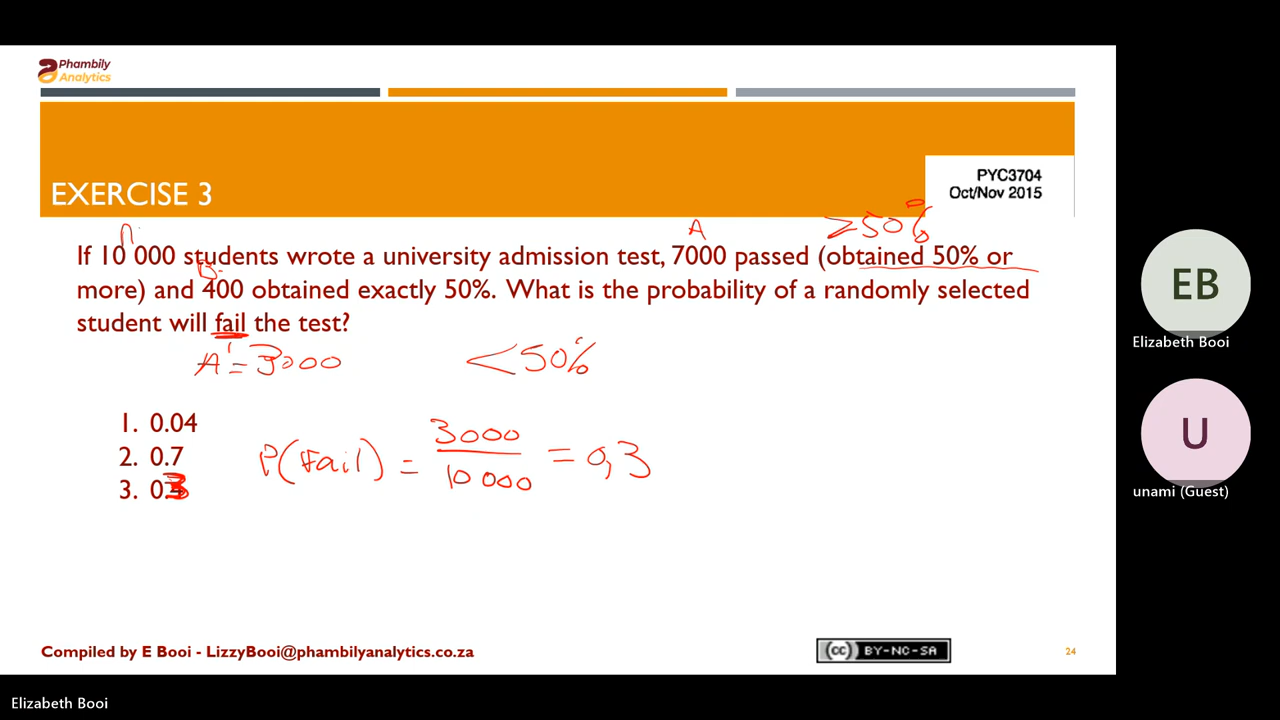 Phambily
Analytics
EXERCISE 3
PYC3704
Oct/Nov 2015
n
A
≥50%
If 10 000 students wrote a university admission test, 7000 passed (obtained 50% or
B
more) and 400 obtained exactly 50%. What is the probability of a randomly selected
student will fail the test?
A' = 3000
<50%
1. 0.04
2. 0.7
3. 0.3
P(fail) = 3000/10 000 = 0,3
Compiled by E Booi - LizzyBooi@phambilyanalytics.co.za
cc BY-NC-SA
24
EB
Elizabeth Booi
U
unami (Guest)
Elizabeth Booi